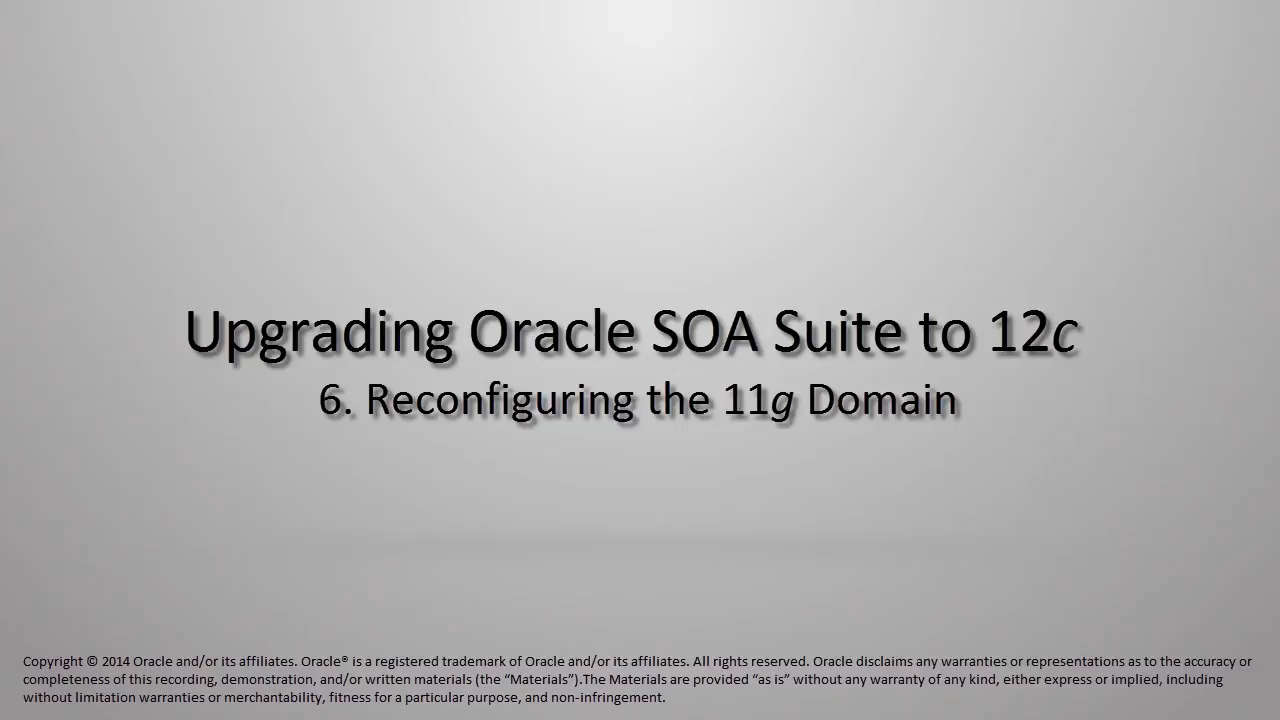 Upgrading Oracle SOA Suite to 12c
6. Reconfiguring the 11g Domain
Copyright © 2014 Oracle and/or its affiliates. Oracle® is a registered trademark of Oracle and/or its affiliates. All rights reserved. Oracle disclaims any warranties or representations as to the accuracy or
completeness of this recording, demonstration, and/or written materials (the “Materials”).The Materials are provided “as is” without any warranty of any kind, either express or implied, including
without limitation warranties or merchantability, fitness for a particular purpose, and non-infringement.